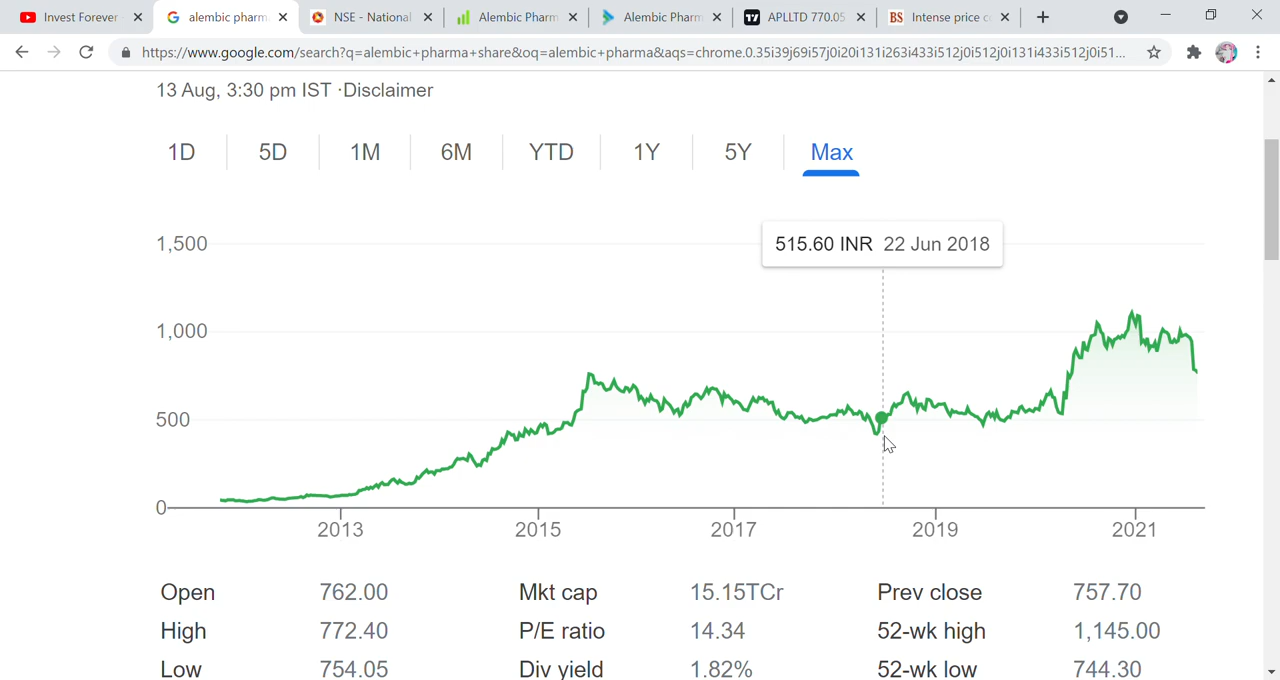 Invest Forever
alembic pharm
NSE - National
Alembic Pharm
Alembic Pharm
APLLTD 770.05
Intense price c
https://www.google.com/search?q=alembic+pharma+share&oq=alembic+pharma&aqs=chrome.0.35i39j69i57j0i20i131i263i433i512j0i512j0i131i433i512j0i51...
13 Aug, 3:30 pm IST ·Disclaimer
1D 5D 1M 6M YTD 1Y 5Y Max
515.60 INR 22 Jun 2018
1,500
1,000
500
0
2013 2015 2017 2019 2021
Open 762.00 Mkt cap 15.15TCr Prev close 757.70
High 772.40 P/E ratio 14.34 52-wk high 1,145.00
Low 754.05 Div yield 1.82% 52-wk low 744.30